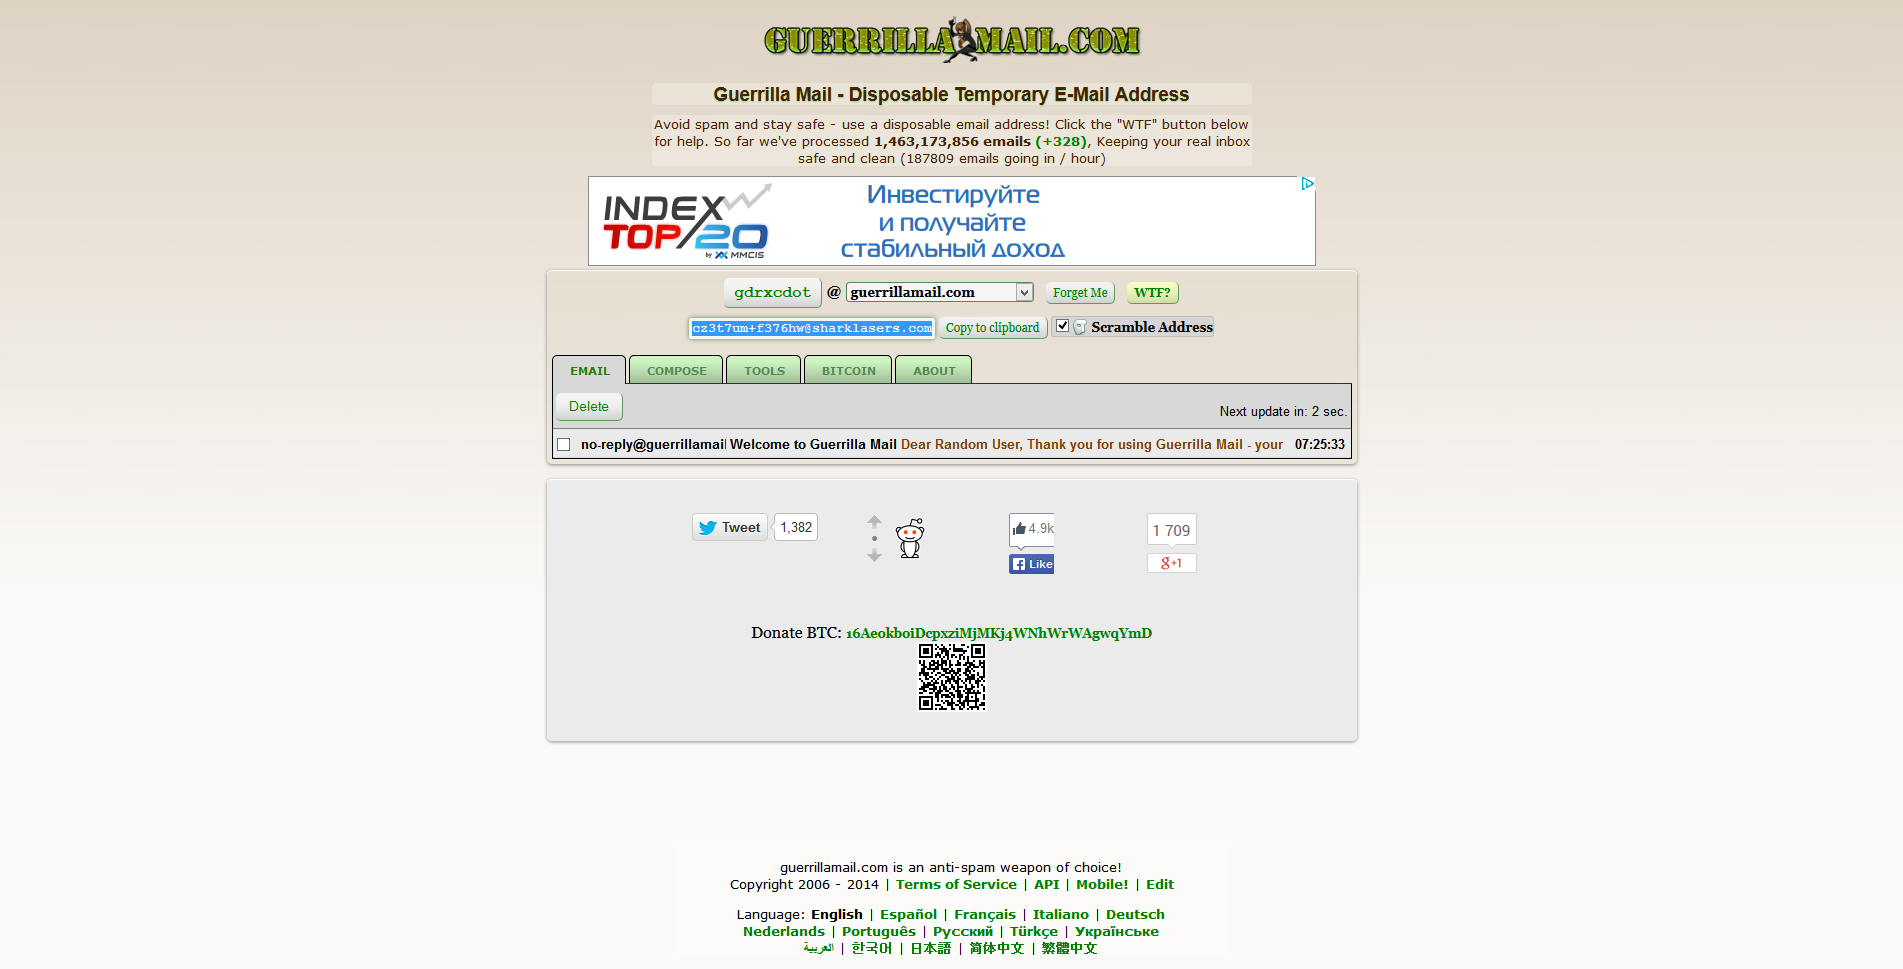 GUERRILLAMAIL.COM
Guerrilla Mail - Disposable Temporary E-Mail Address
Avoid spam and stay safe - use a disposable email address! Click the "WTF" button below
for help. So far we've processed 1,463,173,856 emails (+328), Keeping your real inbox
safe and clean (187809 emails going in / hour)
INDEX
TOP/20
by MMCIS
Инвестируйте
и получайте
стабильный доход
gdrxcdot @ guerrillamail.com Forget Me WTF?
cz3t7um+f376hw@sharklasers.com Copy to clipboard Scramble Address
EMAIL COMPOSE TOOLS BITCOIN ABOUT
Delete Next update in: 2 sec.
no-reply@guerrillamail Welcome to Guerrilla Mail Dear Random User, Thank you for using Guerrilla Mail - your 07:25:33
Tweet 1,382 4.9k 1 709
Like g+1
Donate BTC: 16AeokboiDcpxziMjMKj4WNhWrWAgwqYmD
guerrillamail.com is an anti-spam weapon of choice!
Copyright 2006 - 2014 | Terms of Service | API | Mobile! | Edit
Language: English | Español | Français | Italiano | Deutsch
Nederlands | Português | Русский | Türkçe | Українське
العربية | 한국어 | 日本語 | 简体中文 | 繁體中文